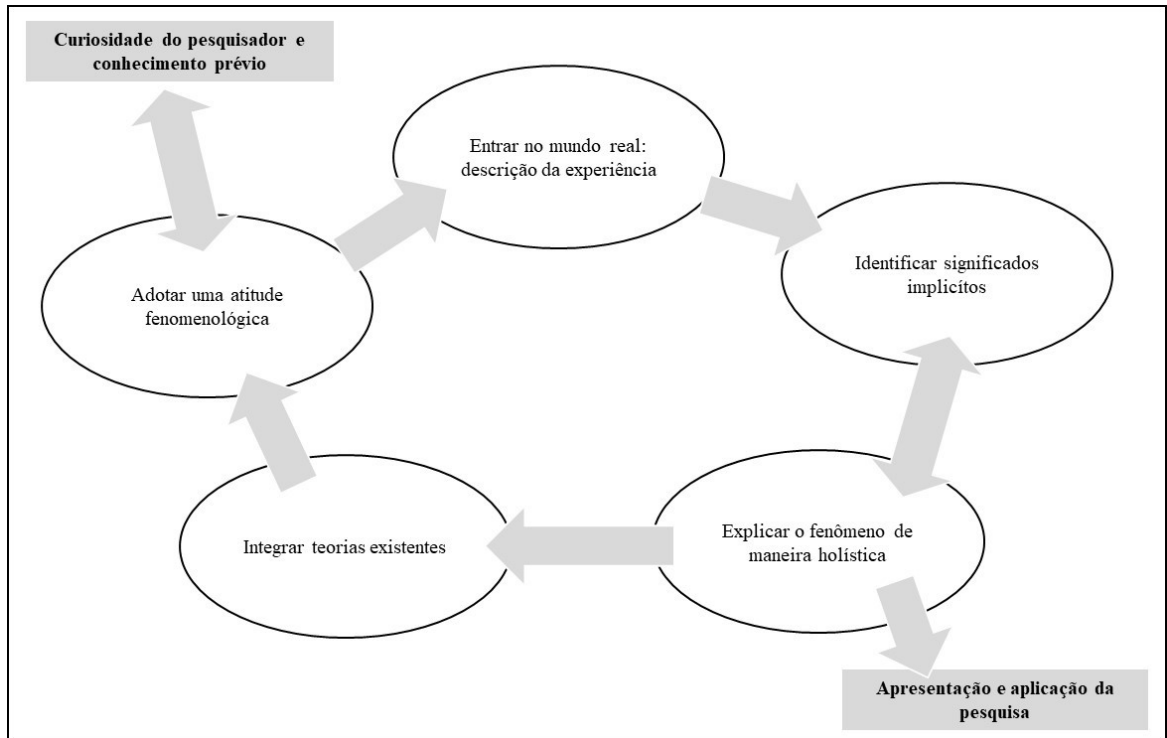 Curiosidade do pesquisador e
conhecimento prévio
Entrar no mundo real:
descrição da experiência
Identificar significados
implicítos
Adotar uma atitude
fenomenológica
Explicar o fenômeno de
maneira holística
Integrar teorias existentes
Apresentação e aplicação da
pesquisa